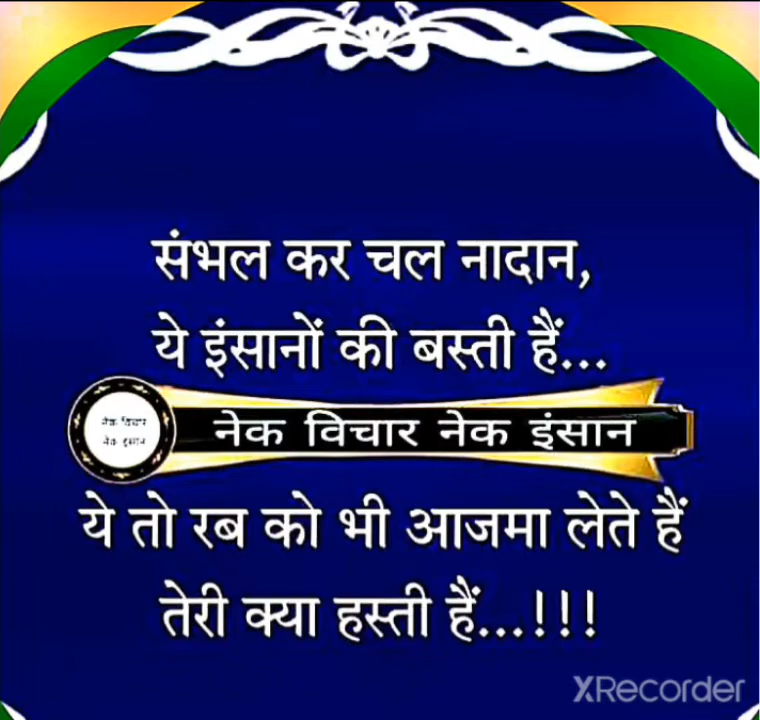 संभल कर चल नादान,
ये इंसानों की बस्ती हैं...
नेक विचार
नेक इंसान
नेक विचार नेक इंसान
ये तो रब को भी आजमा लेते हैं
तेरी क्या हस्ती हैं...!!!
XRecorder